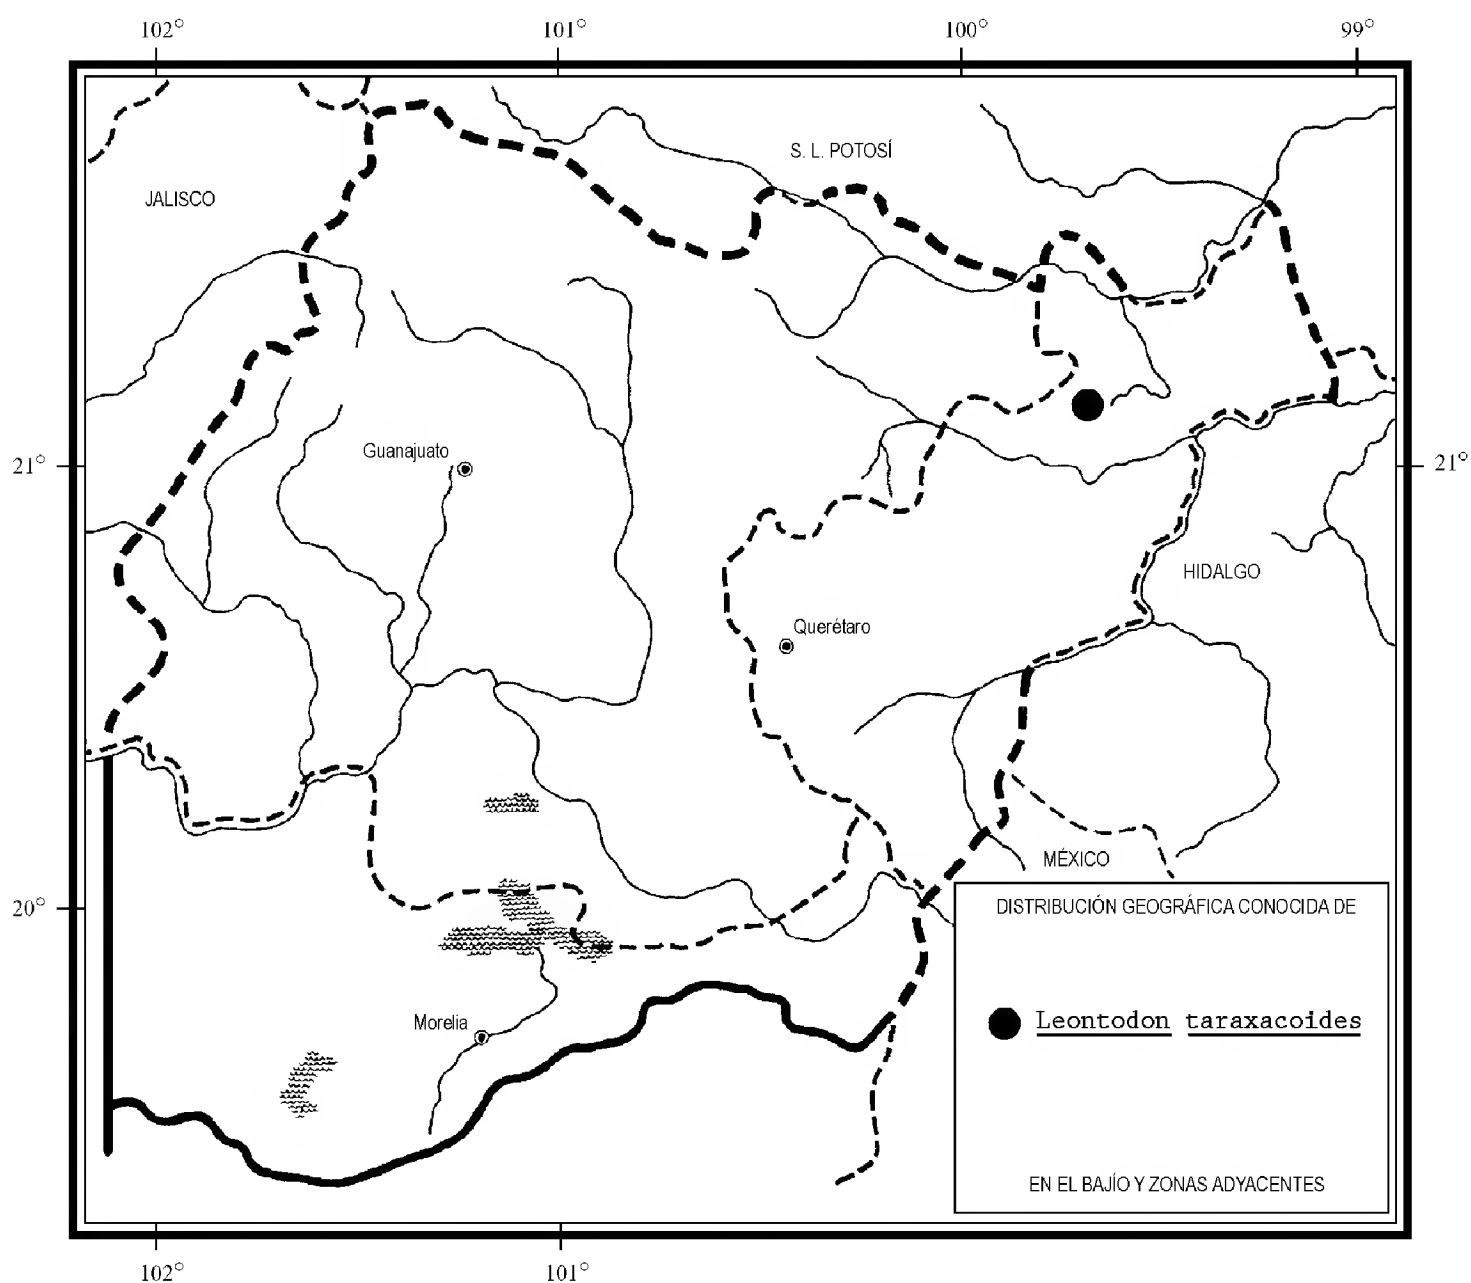 102° 101° 100° 99°
S. L. POTOSÍ
JALISCO
Guanajuato
21° 21°
HIDALGO
Querétaro
MÉXICO
20°
DISTRIBUCIÓN GEOGRÁFICA CONOCIDA DE
Leontodon taraxacoides
Morelia
EN EL BAJÍO Y ZONAS ADYACENTES
102° 101°